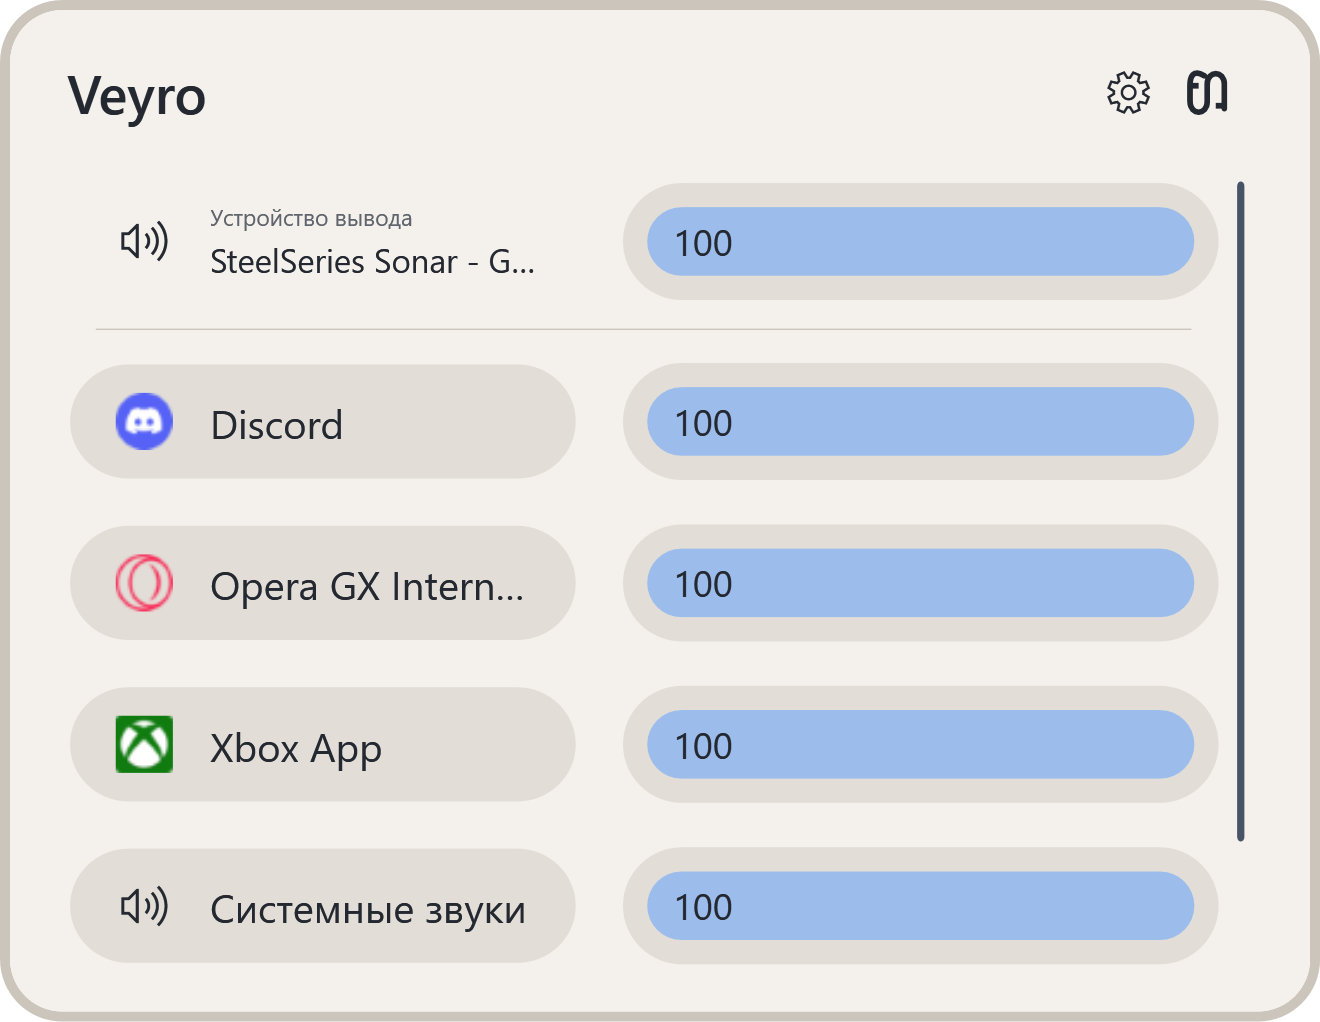 Veyro
Устройство вывода
SteelSeries Sonar - G...
100
Discord
100
Opera GX Intern...
100
Xbox App
100
Системные звуки
100